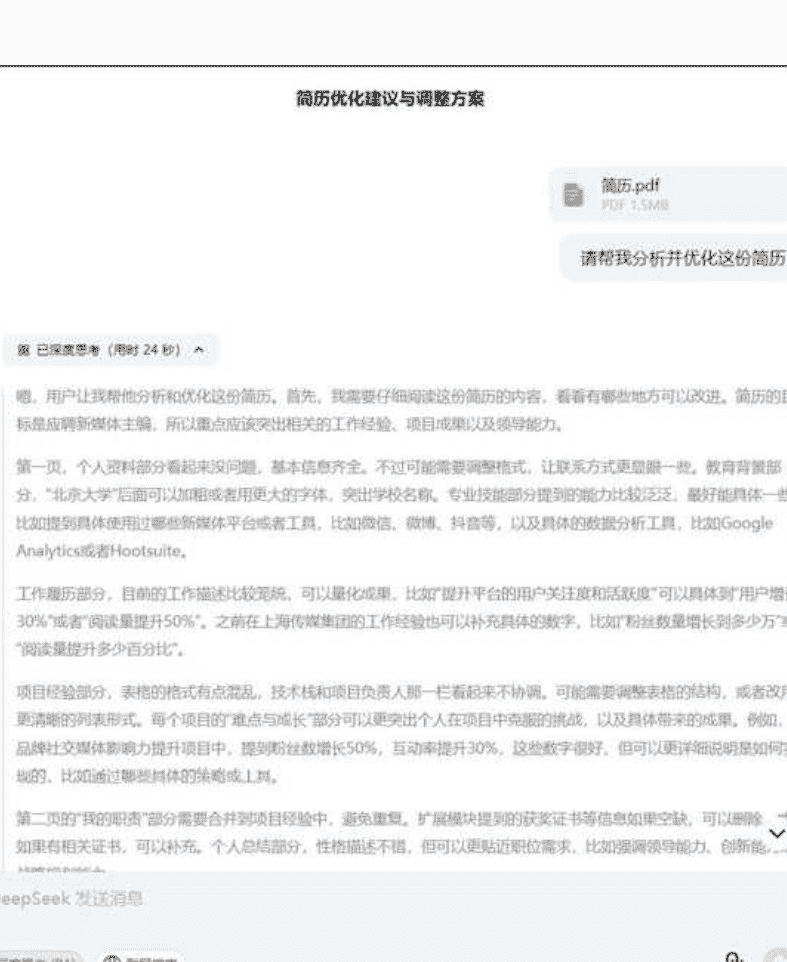 简历优化建议与调整方案
简历.pdf
PDF 1.5MB
请帮我分析并优化这份简历
已深度思考（用时 24 秒）
嗯，用户让我帮他分析和优化这份简历。首先，我需要仔细阅读这份简历的内容，看看有哪些地方可以改进。简历的目
标是应聘新媒体主编，所以重点应该突出相关的工作经验、项目成果以及领导能力。
第一页，个人资料部分看起来没问题，基本信息齐全。不过可能需要调整格式，让联系方式更显眼一些。教育背景部
分，“北京大学”后面可以加粗或者用更大的字体，突出学校名称。专业技能部分提到的能力比较泛泛，最好能具体一些
比如提到具体使用过哪些新媒体平台或者工具，比如微信、微博、抖音等，以及具体的数据分析工具，比如Google
Analytics或者Hootsuite。
工作履历部分，目前的工作描述比较笼统，可以量化成果，比如“提升平台的用户关注度和活跃度”可以具体到“用户增
30%”或者“阅读量提升50%”。之前在上海传媒集团的工作经验也可以补充具体的数字，比如“粉丝数量增长到多少万”
“阅读量提升多少百分比”。
项目经验部分，表格的格式有点混乱，技术栈和项目负责人那一栏看起来不协调。可能需要调整表格的结构，或者改
更清晰的列表形式。每个项目的“难点与成长”部分可以更突出个人在项目中克服的挑战，以及具体带来的成果。例如，
品牌社交媒体影响力提升项目中，提到粉丝数增长50%，互动率提升30%，这些数字很好，但可以更详细说明是如何
现的，比如通过哪些具体的策略或工具。
第二页的“我的职责”部分需要合并到项目经验中，避免重复。扩展模块提到的获奖证书等信息如果空缺，可以删除
如果有相关证书，可以补充。个人总结部分，性格描述不错，但可以更贴近职位需求，比如强调领导能力、创新能
eepSeek 发送消息